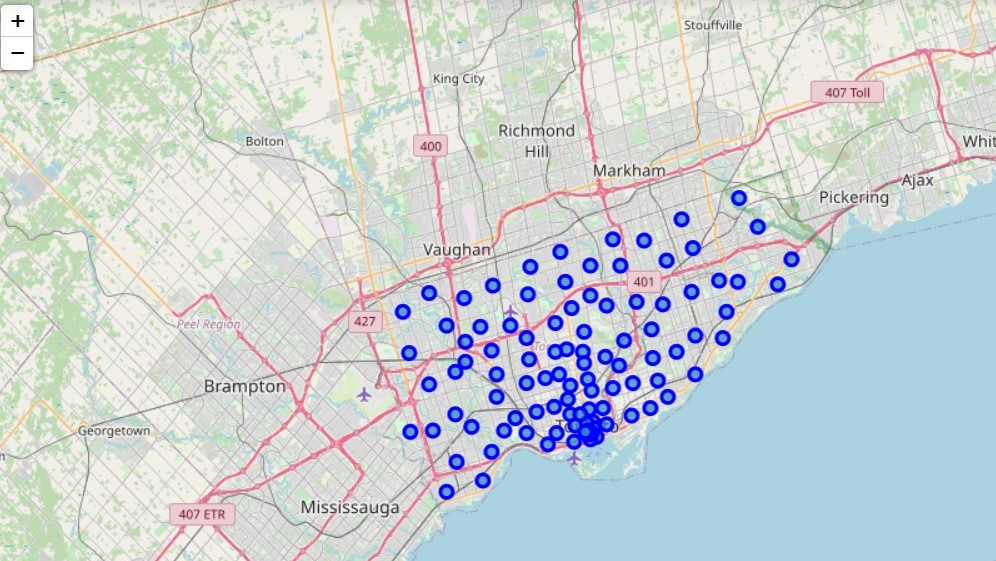 +
−
Stouffville
King City
407 Toll
Bolton
400
Richmond
Hill
Markham
Whit
Ajax
Pickering
Vaughan
401
427
Peel Region
Brampton
Georgetown
Mississauga
407 ETR